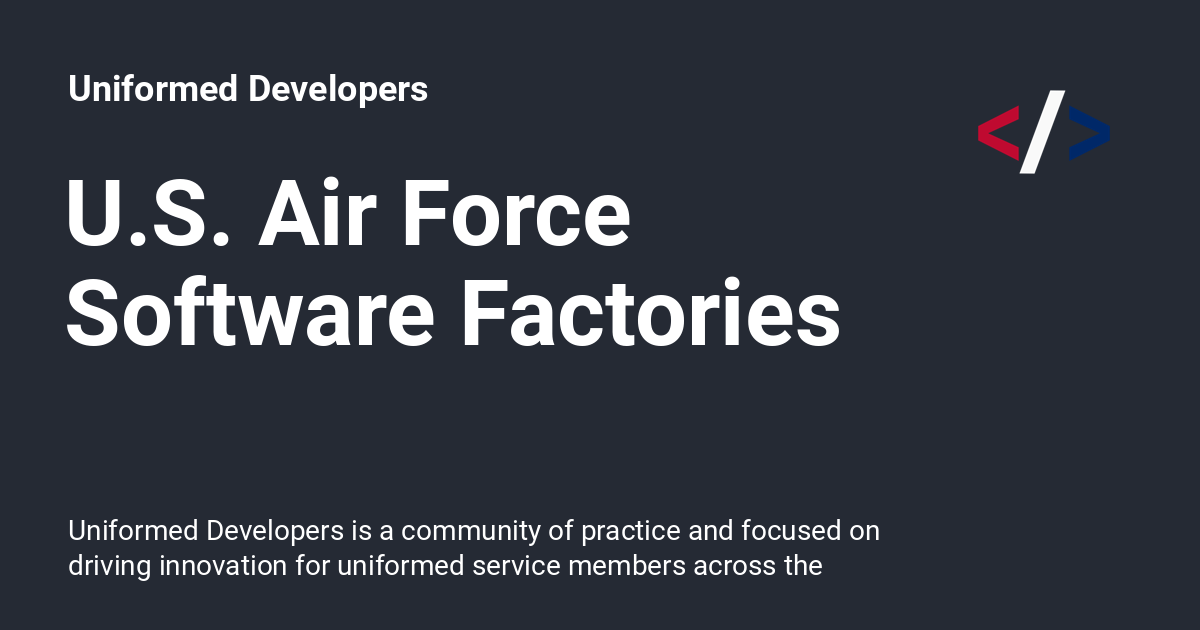 Uniformed Developers
</>
U.S. Air Force
Software Factories
Uniformed Developers is a community of practice and focused on
driving innovation for uniformed service members across the